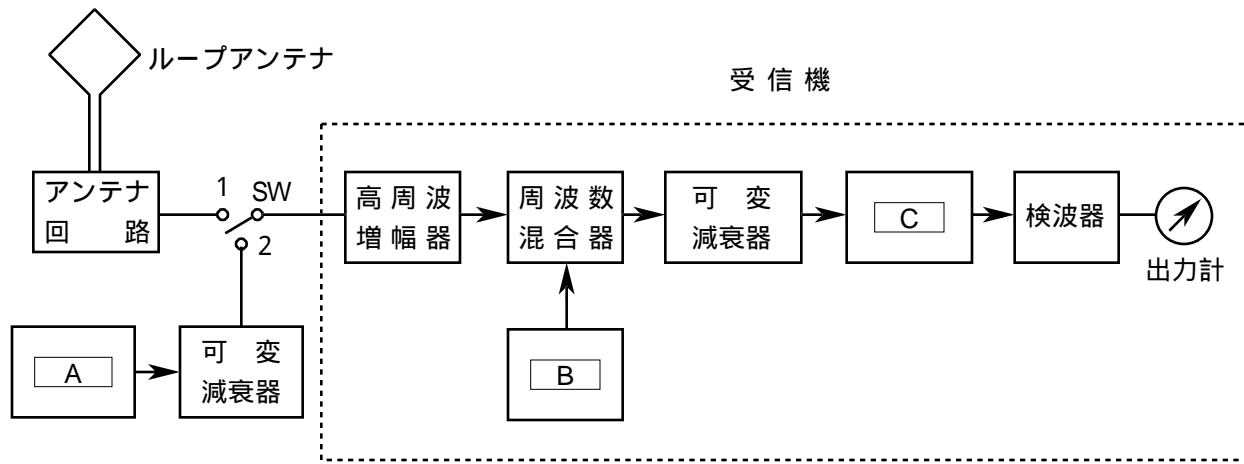 ループアンテナ
受信機
アンテナ
回路
1
SW
2
高周波
増幅器
周波数
混合器
可変
減衰器
C
検波器
出力計
A
可変
減衰器
B